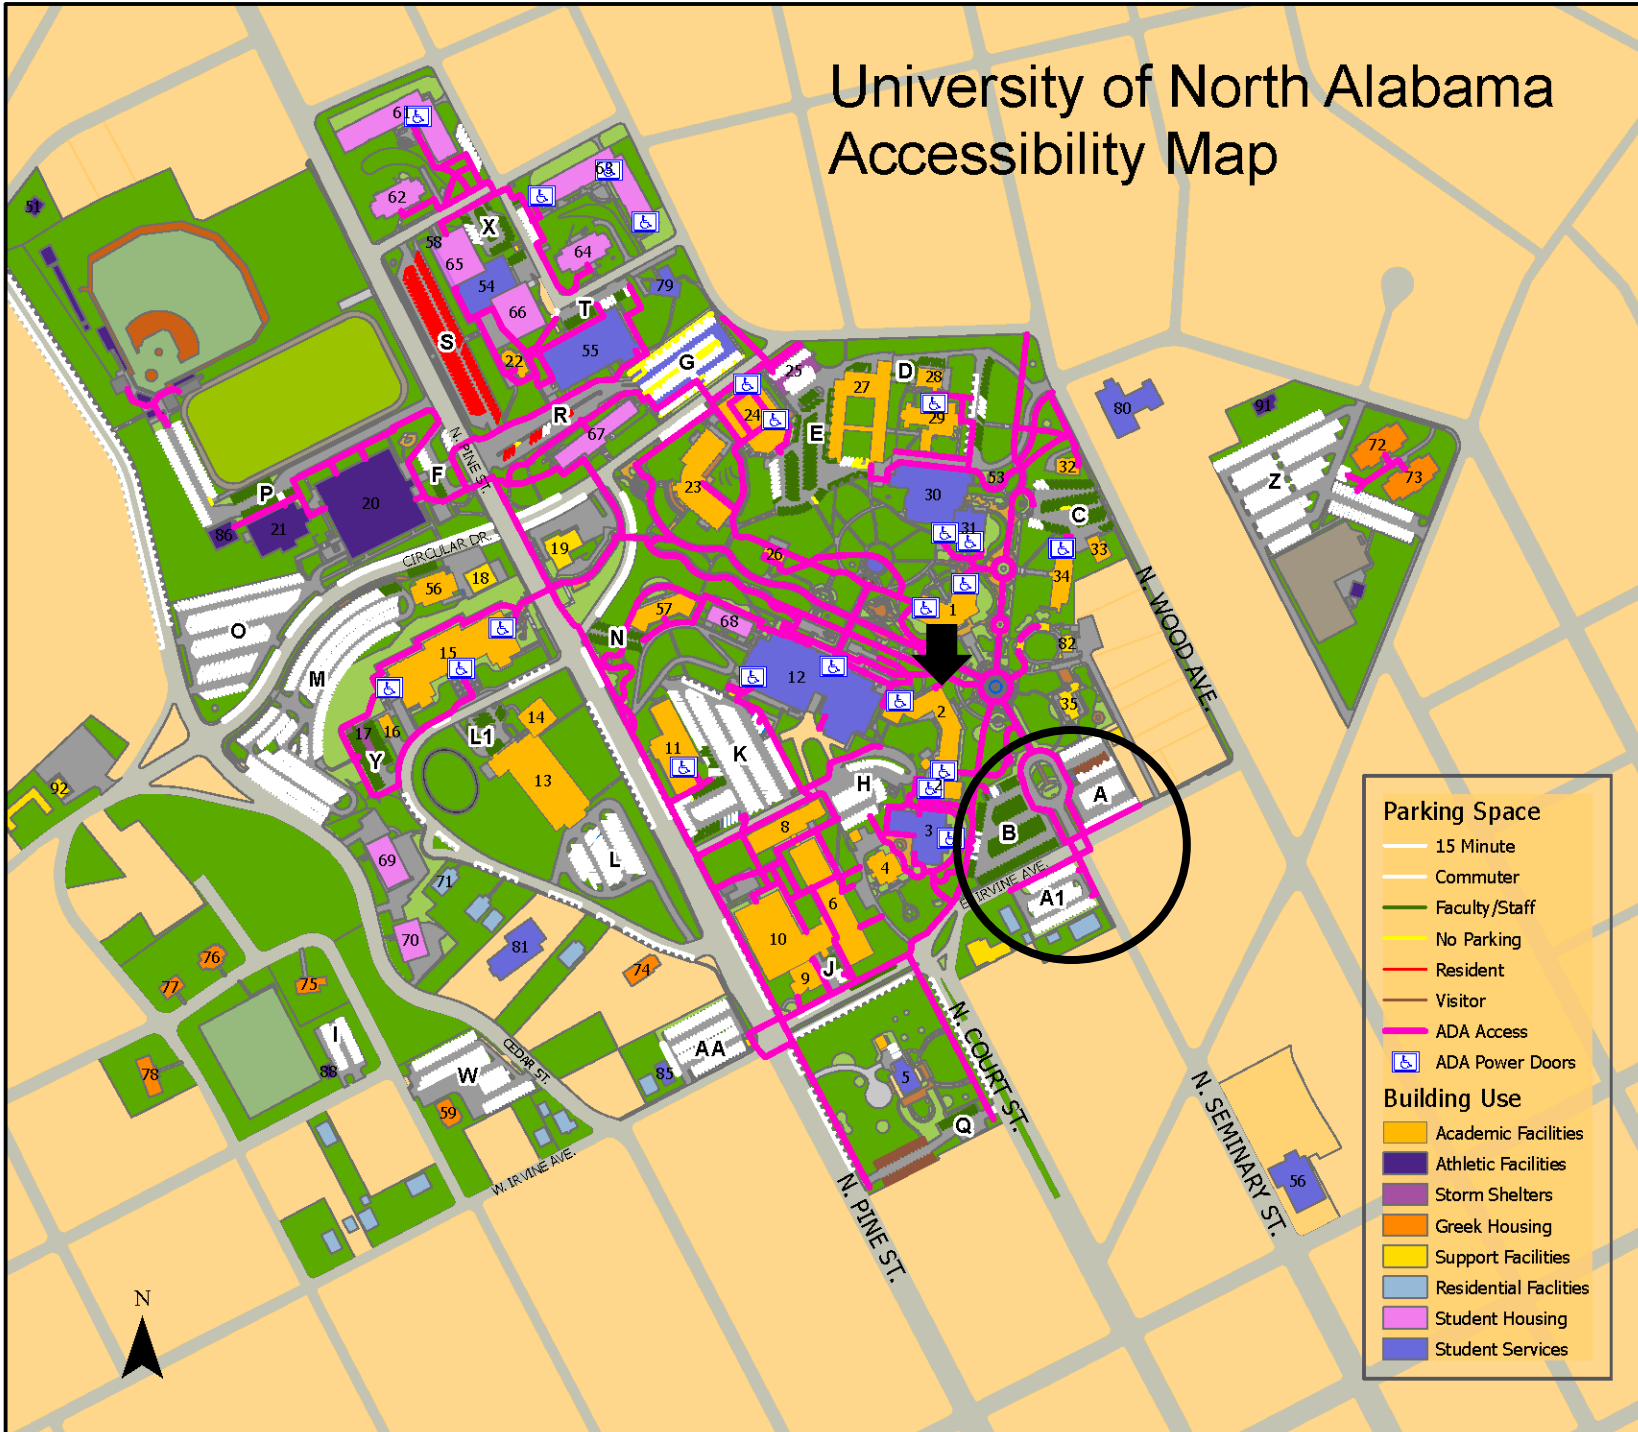 University of North Alabama
Accessibility Map
61
63
62
51
X
58
65
64
54
79
66
T
S
55
22
G
25
D
28
27
24
29
80
91
R
67
E
72
N. PINE ST.
F
32
Z
73
P
23
53
20
30
C
21
31
86
CIRCULAR DR.
19
26
33
18
56
34
N. WOOD AVE.
1
57
68
O
N
82
15
M
12
35
2
14
16
17
L1
11
K
Y
13
H
2
A
92
8
3
B
69
L
4
71
E. IRVINE AVE.
A1
6
70
81
10
76
74
J
9
77
75
I
AA
N. COURT ST.
CEDAR ST.
78
88
W
85
5
59
Q
N. SEMINARY ST.
W. IRVINE AVE.
56
N. PINE ST.
N
Parking Space
15 Minute
Commuter
Faculty/Staff
No Parking
Resident
Visitor
ADA Access
ADA Power Doors
Building Use
Academic Facilities
Athletic Facilities
Storm Shelters
Greek Housing
Support Facilities
Residential Faclities
Student Housing
Student Services